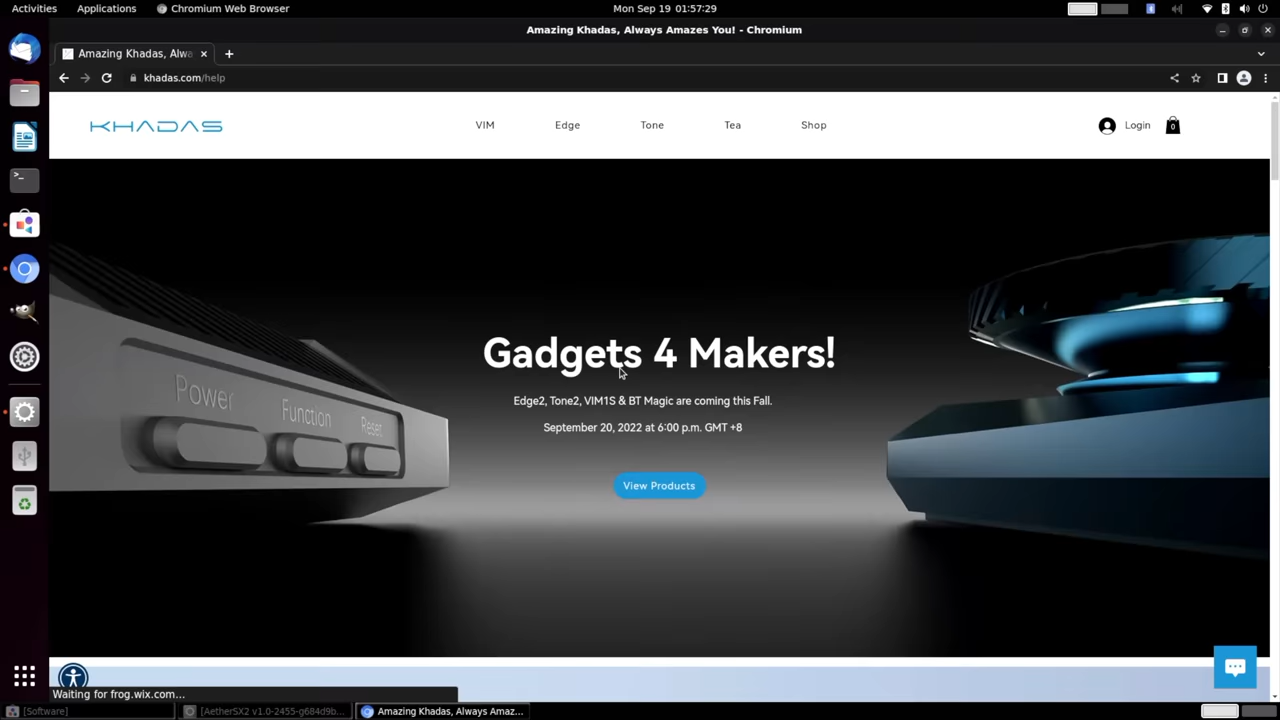 Activities Applications Chromium Web Browser Mon Sep 19 01:57:29
Amazing Khadas, Always Amazes You! - Chromium
Amazing Khadas, Alwa
khadas.com/help
KHADAS VIM Edge Tone Tea Shop Login 0
Gadgets 4 Makers!
Edge2, Tone2, VIM1S & BT Magic are coming this Fall.
September 20, 2022 at 6:00 p.m. GMT +8
View Products
Power Function Reset
Waiting for frog.wix.com...
[Software] [AetherSX2 v1.0-2455-g684d9b... Amazing Khadas, Always Amaz...